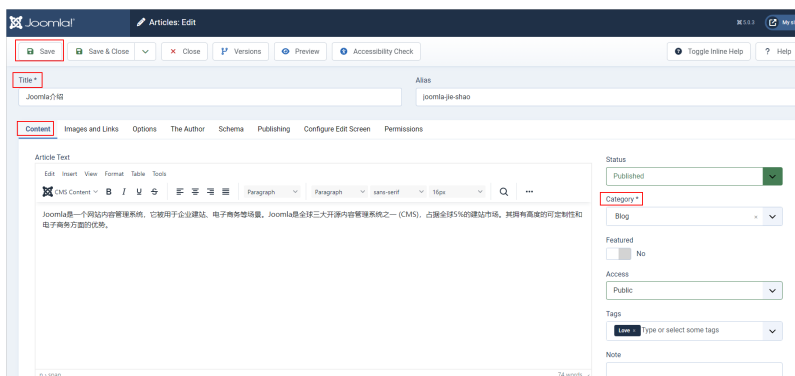 Joomla!
Articles: Edit
5.0.3
Save
Save & Close
Close
Versions
Preview
Accessibility Check
Toggle Inline Help
Help
Title *
Alias
Joomla介绍
joomla-jie-shao
Content
Images and Links
Options
The Author
Schema
Publishing
Configure Edit Screen
Permissions
Article Text
Edit Insert View Format Table Tools
CMS Content B I U S Paragraph Paragraph sans-serif 16px
Joomla是一个网站内容管理系统，它被用于企业建站、电子商务等场景。Joomla是全球三大开源内容管理系统之一 (CMS)，占据全球5%的建站市场。其拥有高度的可定制性和
电子商务方面的优势。
74 words
Status
Published
Category *
Blog
Featured
No
Access
Public
Tags
Love × Type or select some tags
Note